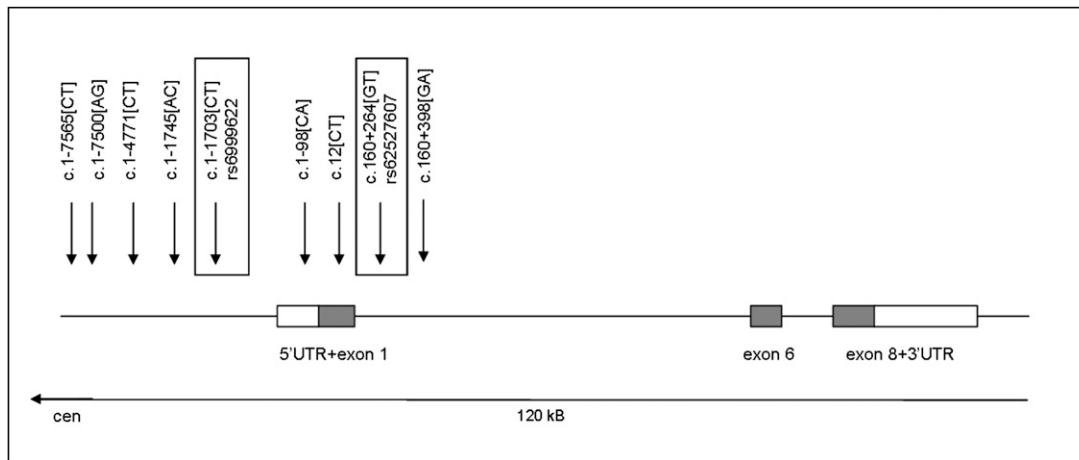 c.1-7565[CT]
c.1-7500[AG]
c.1-4771[CT]
c.1-1745[AC]
c.1-1703[CT]
rs6999622
c.1-98[CA]
c.12[CT]
c.160+264[GT]
rs62527607
c.160+398[GA]
5'UTR+exon 1
exon 6
exon 8+3'UTR
cen
120 kB